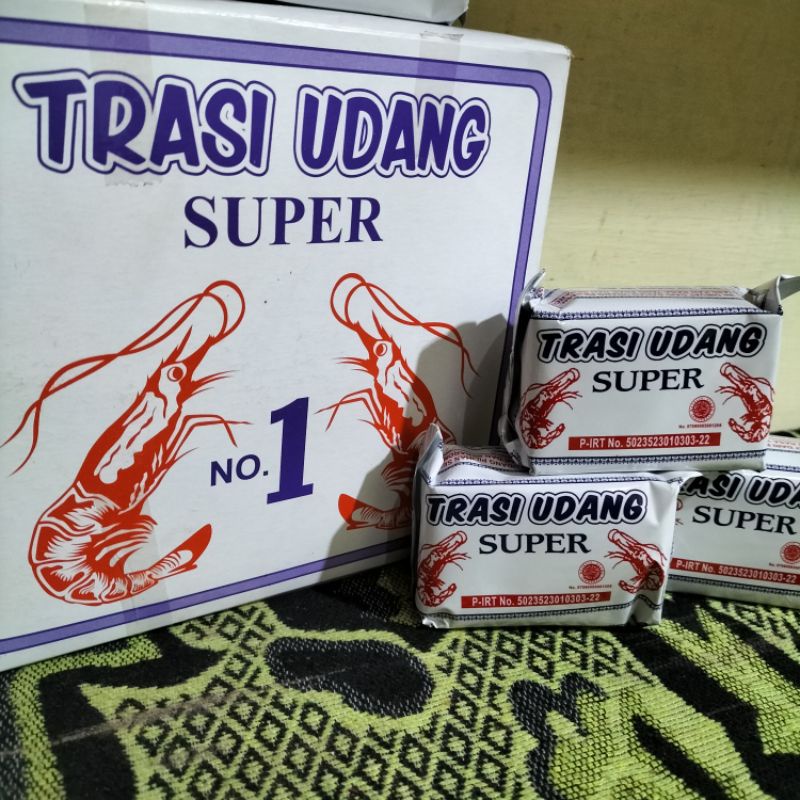 TRASI UDANG
SUPER
NO.1
TRASI UDANG
SUPER
P-IRT No. 5023523010303-22
TRASI UDANG
SUPER
P-IRT No. 5023523010303-22
SUPER
P-IRT No. 5023523010303-22